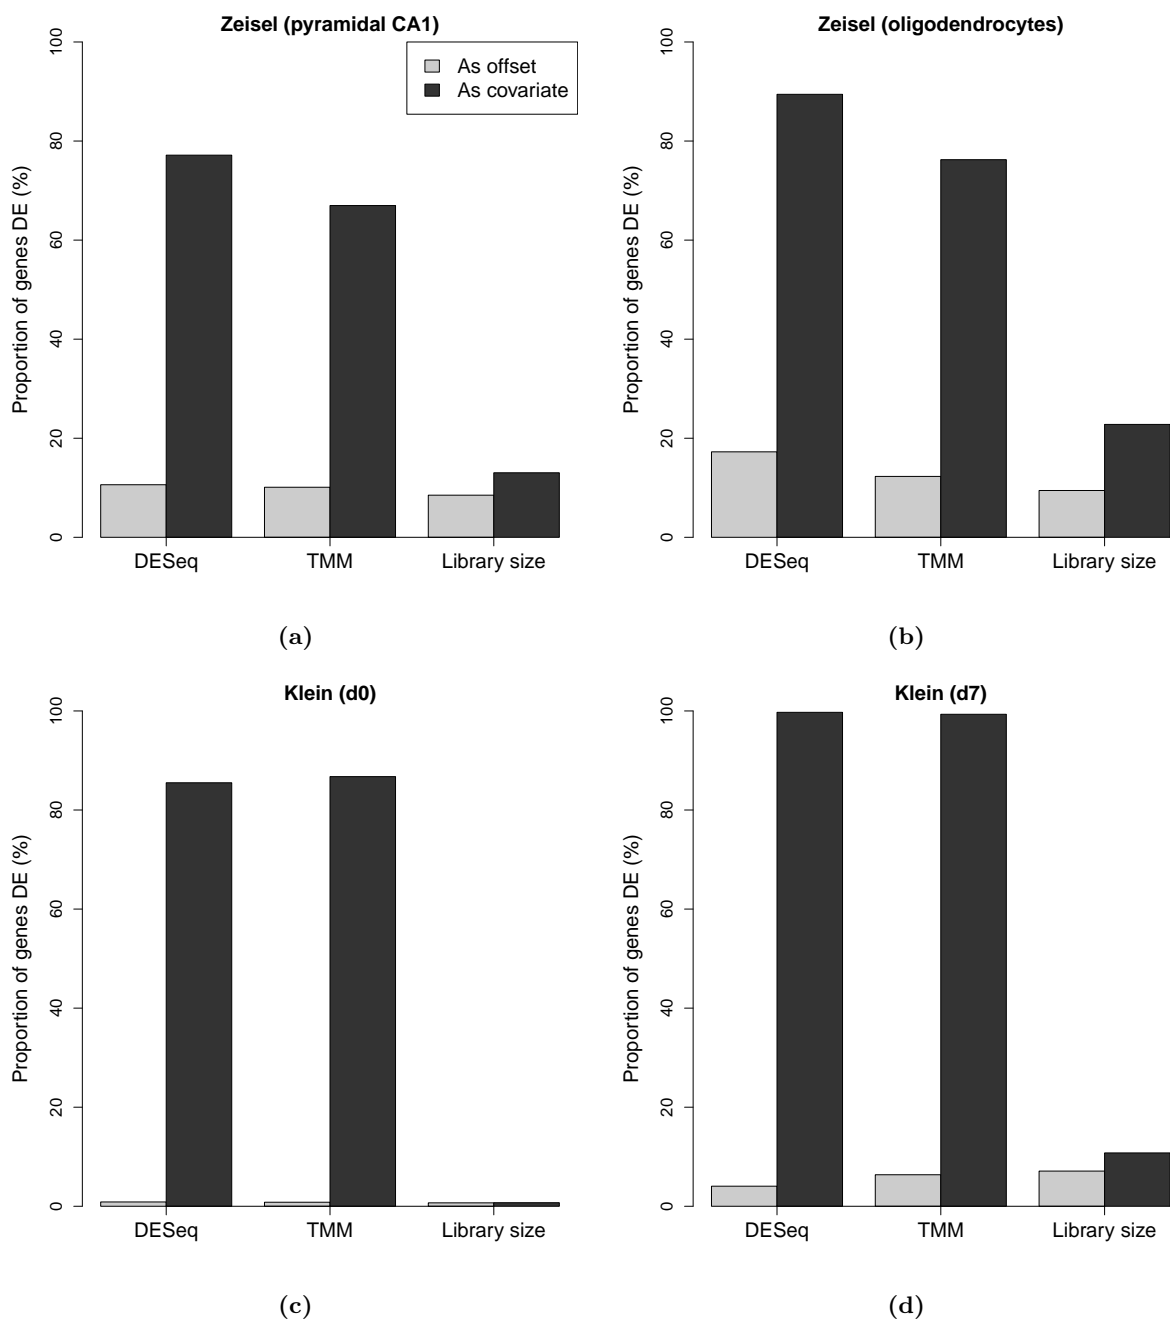 Zeisel (pyramidal CA1)
As offset
As covariate
Proportion of genes DE (%)
100
80
60
40
20
0
DESeq TMM Library size
(a)
Zeisel (oligodendrocytes)
Proportion of genes DE (%)
100
80
60
40
20
0
DESeq TMM Library size
(b)
Klein (d0)
Proportion of genes DE (%)
100
80
60
40
20
0
DESeq TMM Library size
(c)
Klein (d7)
Proportion of genes DE (%)
100
80
60
40
20
0
DESeq TMM Library size
(d)